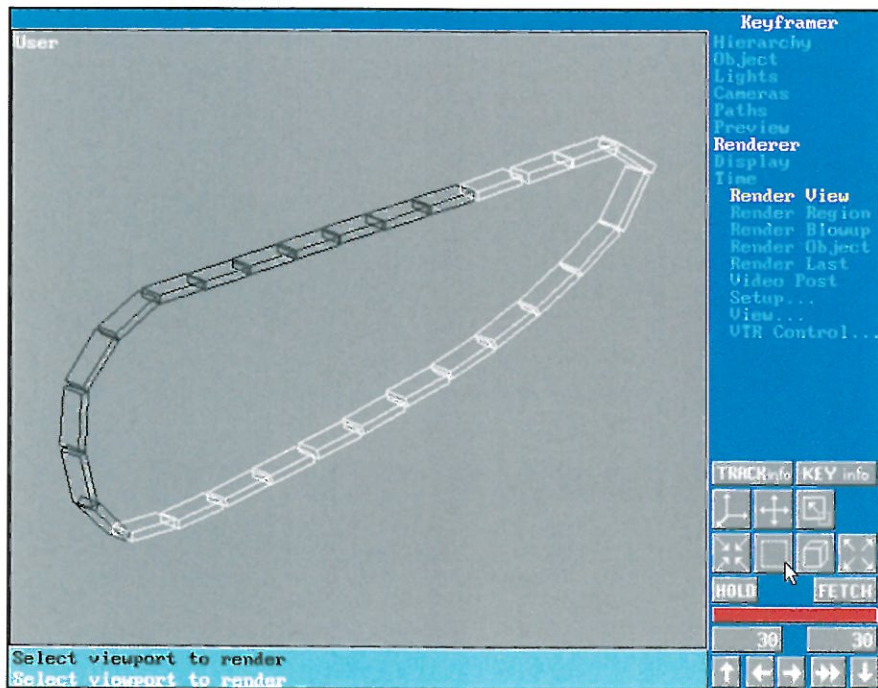 User
Keyframer
Hierarchy
Object
Lights
Cameras
Paths
Preview
Renderer
Display
Time
Render View
Render Region
Render Blowup
Render Object
Render Last
Video Post
Setup...
View...
VTR Control...
TRACK info KEY info
HOLD FETCH
30 30
Select viewport to render
Select viewport to render